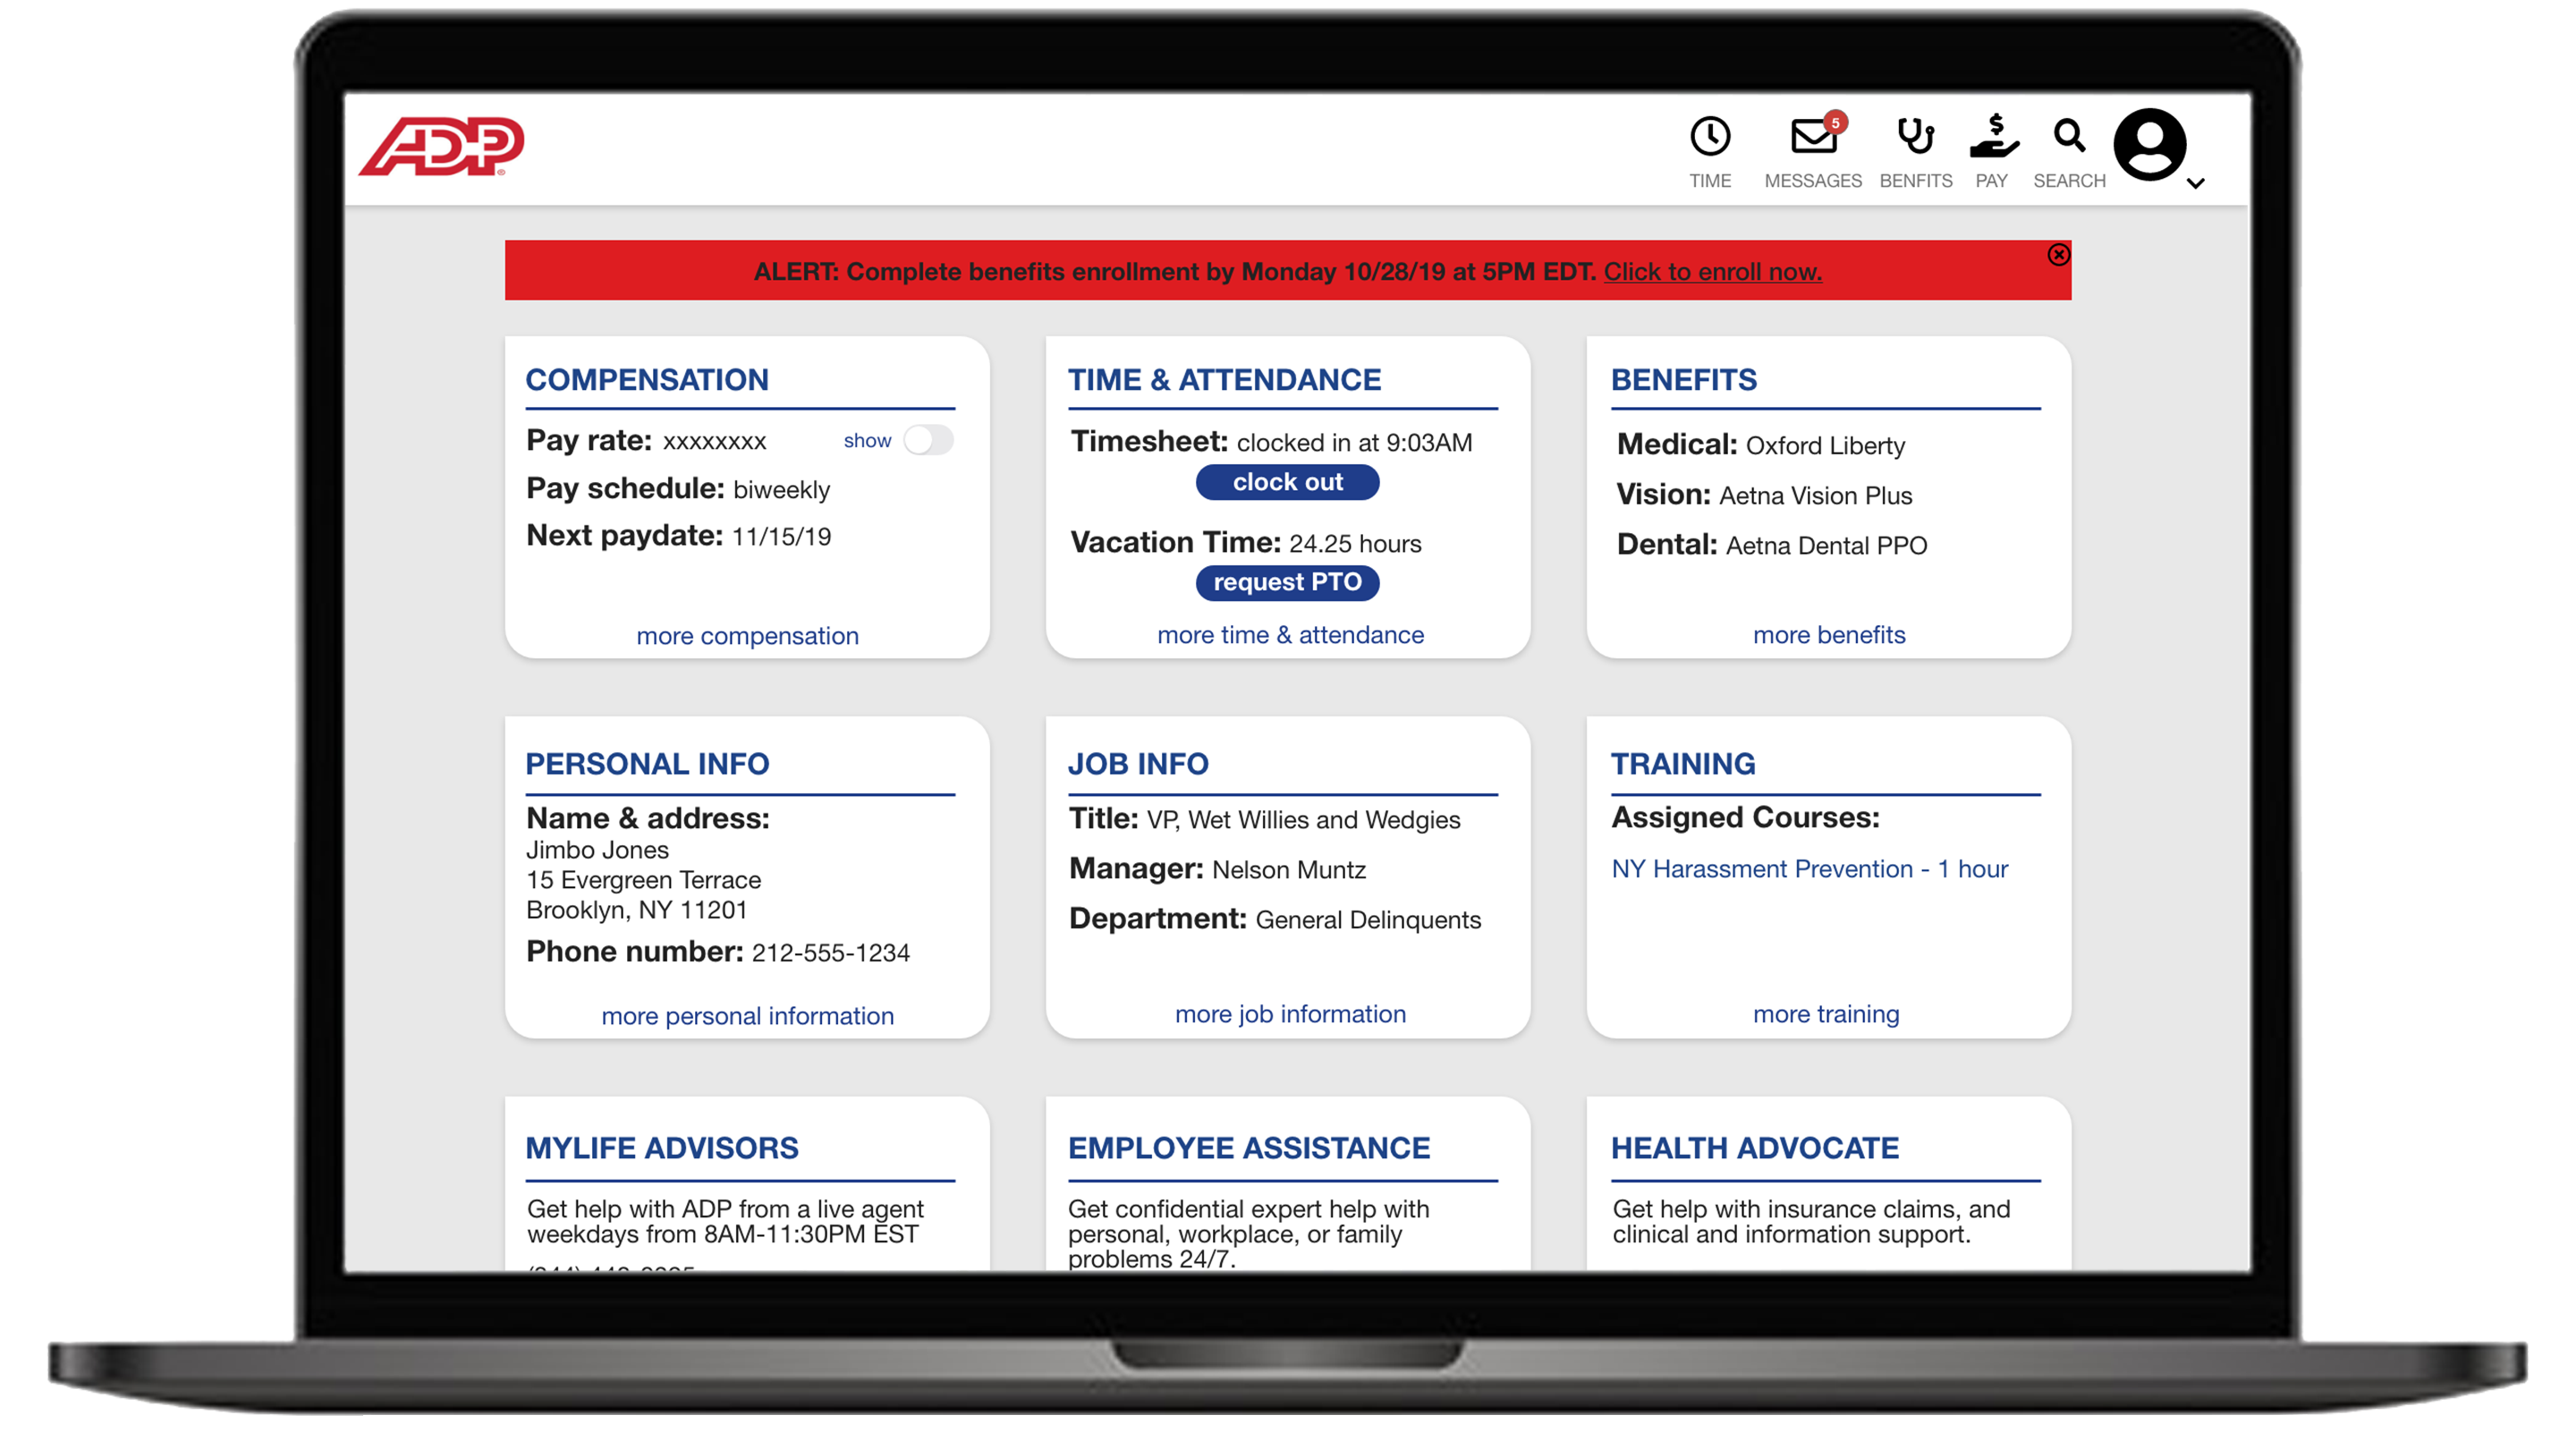 ADP
5
TIME MESSAGES BENFITS PAY SEARCH
ALERT: Complete benefits enrollment by Monday 10/28/19 at 5PM EDT. Click to enroll now.
COMPENSATION
Pay rate: xxxxxxxx show
Pay schedule: biweekly
Next paydate: 11/15/19
more compensation
TIME & ATTENDANCE
Timesheet: clocked in at 9:03AM
clock out
Vacation Time: 24.25 hours
request PTO
more time & attendance
BENEFITS
Medical: Oxford Liberty
Vision: Aetna Vision Plus
Dental: Aetna Dental PPO
more benefits
PERSONAL INFO
Name & address:
Jimbo Jones
15 Evergreen Terrace
Brooklyn, NY 11201
Phone number: 212-555-1234
more personal information
JOB INFO
Title: VP, Wet Willies and Wedgies
Manager: Nelson Muntz
Department: General Delinquents
more job information
TRAINING
Assigned Courses:
NY Harassment Prevention - 1 hour
more training
MYLIFE ADVISORS
Get help with ADP from a live agent
weekdays from 8AM-11:30PM EST
EMPLOYEE ASSISTANCE
Get confidential expert help with
personal, workplace, or family
problems 24/7.
HEALTH ADVOCATE
Get help with insurance claims, and
clinical and information support.